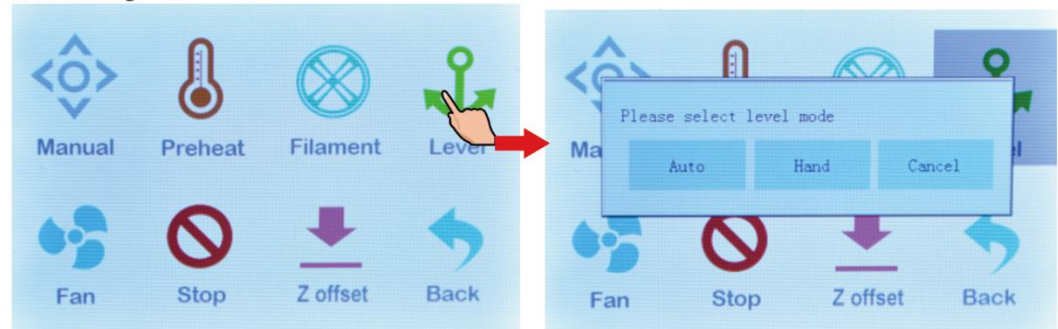 Manual Preheat Filament Level
Fan Stop Z offset Back
Please select level mode
Auto Hand Cancel
Ma l
Fan Stop Z offset Back